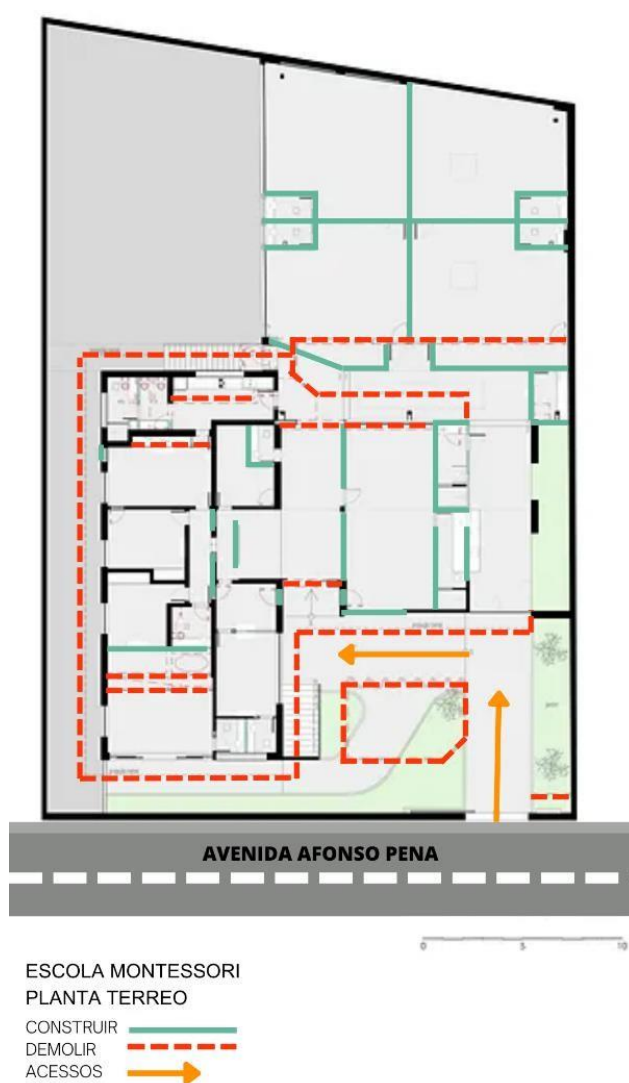 AVENIDA AFONSO PENA
0 5 10
ESCOLA MONTESSORI
PLANTA TERREO
CONSTRUIR
DEMOLIR
ACESSOS